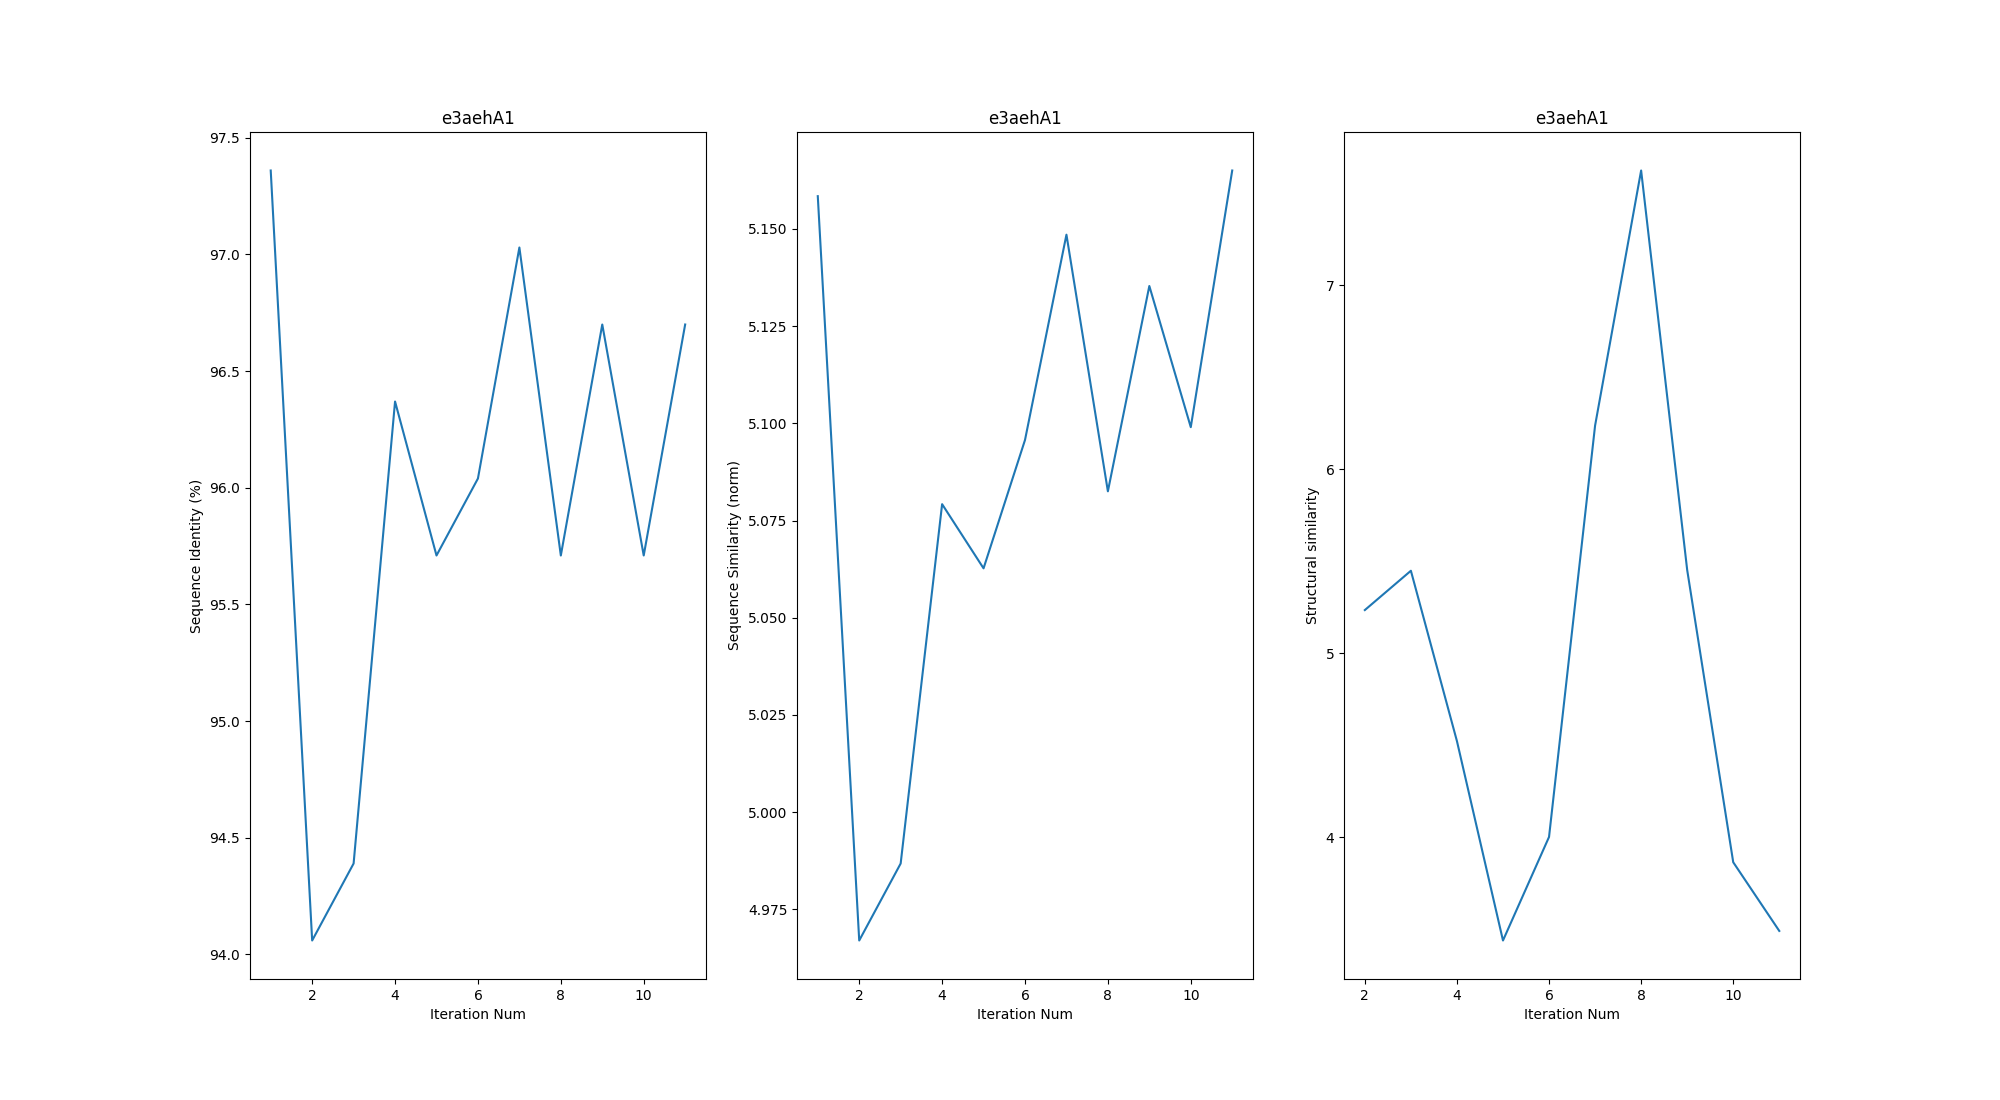 e3aehA1
97.5
97.0
96.5
96.0
95.5
95.0
94.5
94.0
Sequence Identity (%)
2 4 6 8 10
Iteration Num
e3aehA1
5.150
5.125
5.100
5.075
5.050
5.025
5.000
4.975
Sequence Similarity (norm)
2 4 6 8 10
Iteration Num
e3aehA1
7
6
5
4
Structural similarity
2 4 6 8 10
Iteration Num